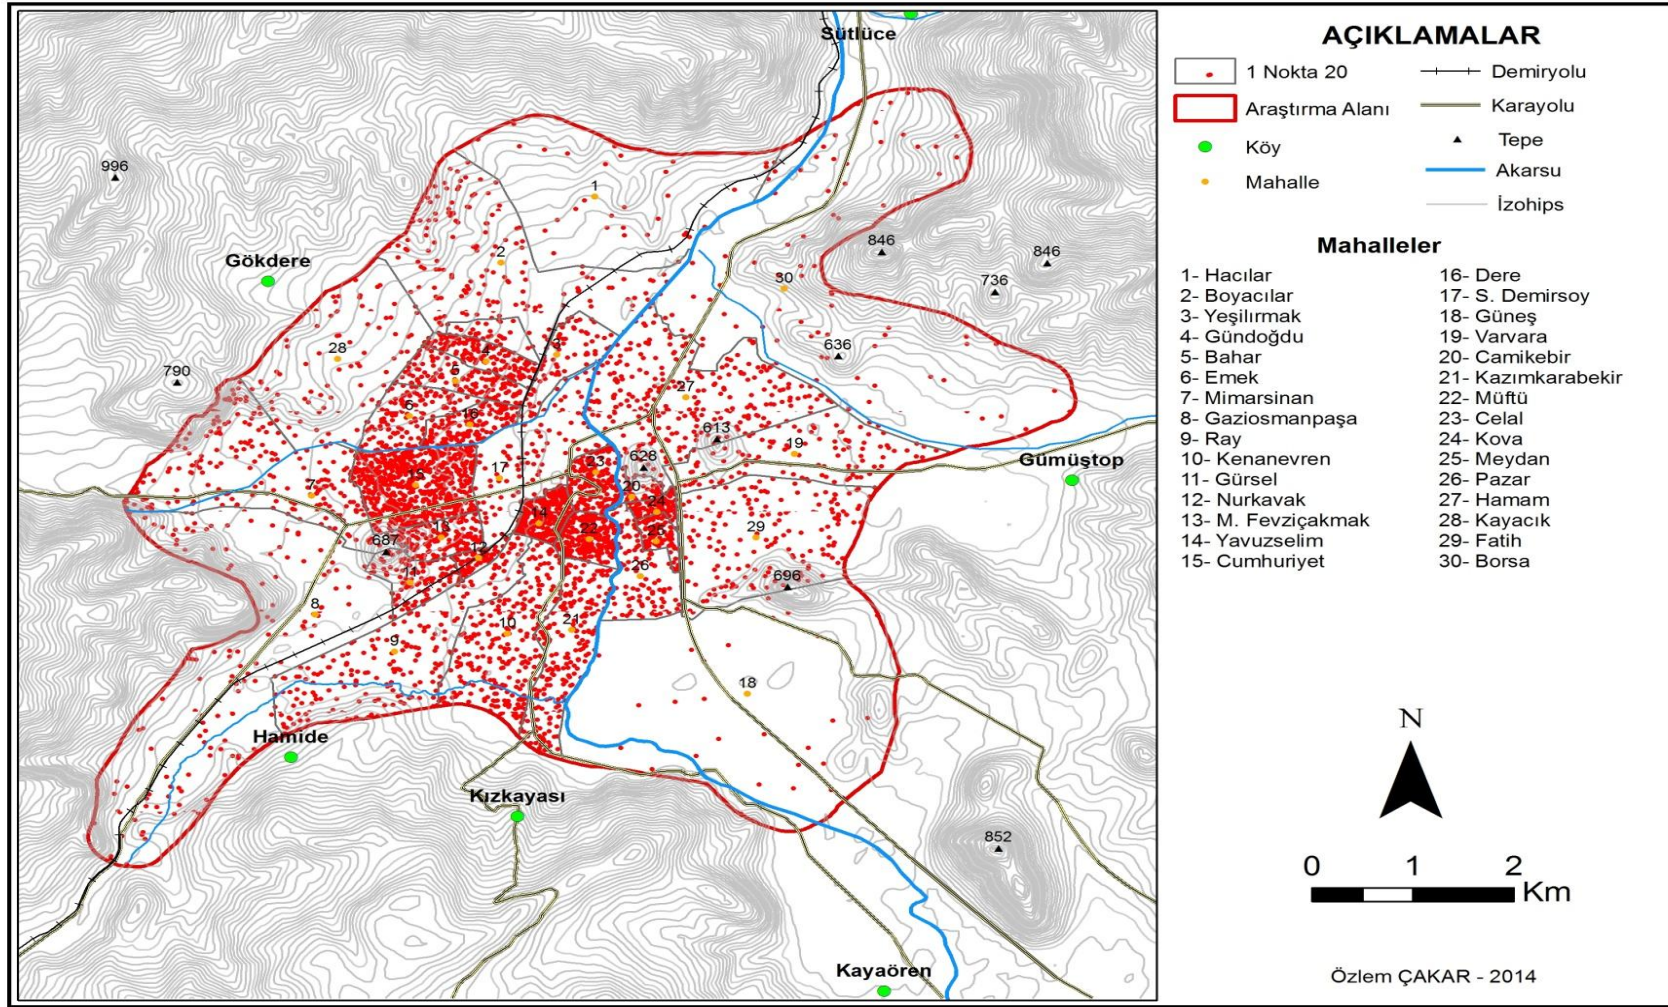 Sütlüce
996
1
846
846
2
Gökdere
30
736
636
28
3
4
790
5
27
6
16
613
19
Gümüştop
23
628
17
15
7
20
24
14
29
13
22
25
687
12
26
11
696
8
10
21
9
18
Hamide
Kızkayası
852
Kayaören
AÇIKLAMALAR
1 Nokta 20
Demiryolu
Araştırma Alanı
Karayolu
Köy
Tepe
Mahalle
Akarsu
İzohips
Mahalleler
1- Hacılar
2- Boyacılar
3- Yeşilırmak
4- Gündoğdu
5- Bahar
6- Emek
7- Mimarsinan
8- Gaziosmanpaşa
9- Ray
10- Kenanevren
11- Gürsel
12- Nurkavak
13- M. Fevziçakmak
14- Yavuzselim
15- Cumhuriyet
16- Dere
17- S. Demirsoy
18- Güneş
19- Varvara
20- Camikebir
21- Kazımkarabekir
22- Müftü
23- Celal
24- Kova
25- Meydan
26- Pazar
27- Hamam
28- Kayacık
29- Fatih
30- Borsa
N
0 1 2
Km
Özlem ÇAKAR - 2014